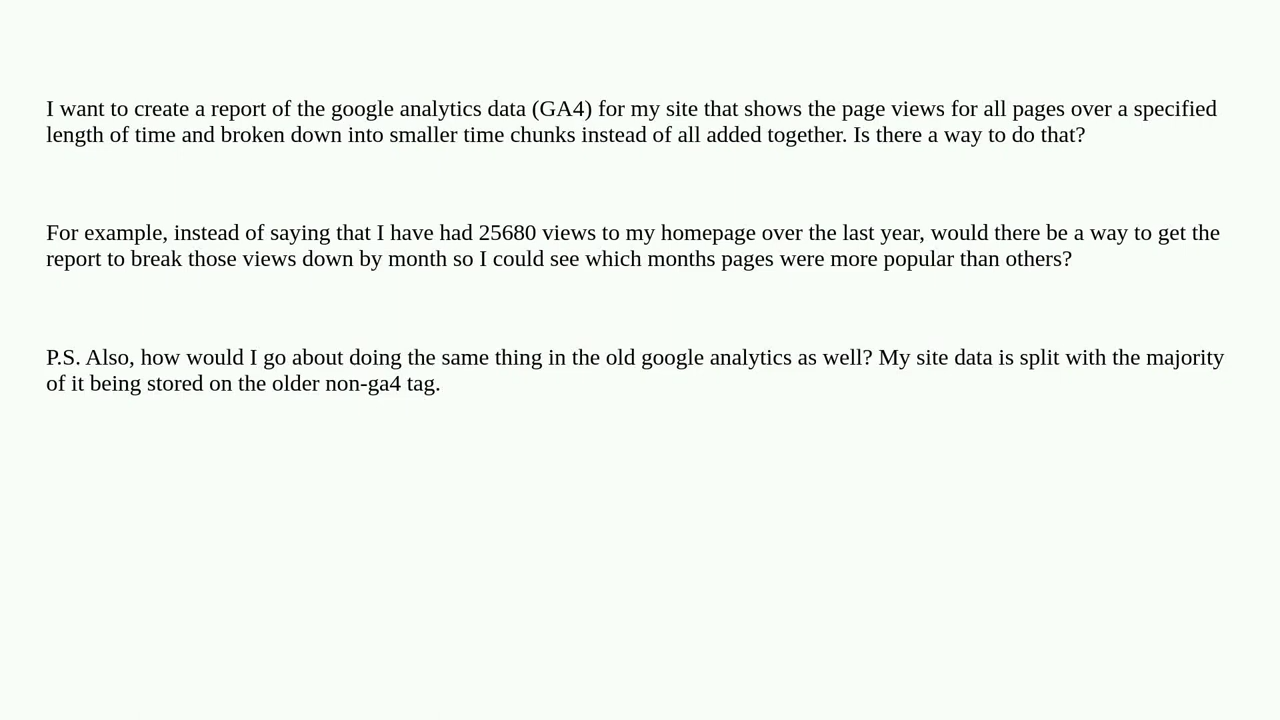 I want to create a report of the google analytics data (GA4) for my site that shows the page views for all pages over a specified
length of time and broken down into smaller time chunks instead of all added together. Is there a way to do that?
For example, instead of saying that I have had 25680 views to my homepage over the last year, would there be a way to get the
report to break those views down by month so I could see which months pages were more popular than others?
P.S. Also, how would I go about doing the same thing in the old google analytics as well? My site data is split with the majority
of it being stored on the older non-ga4 tag.